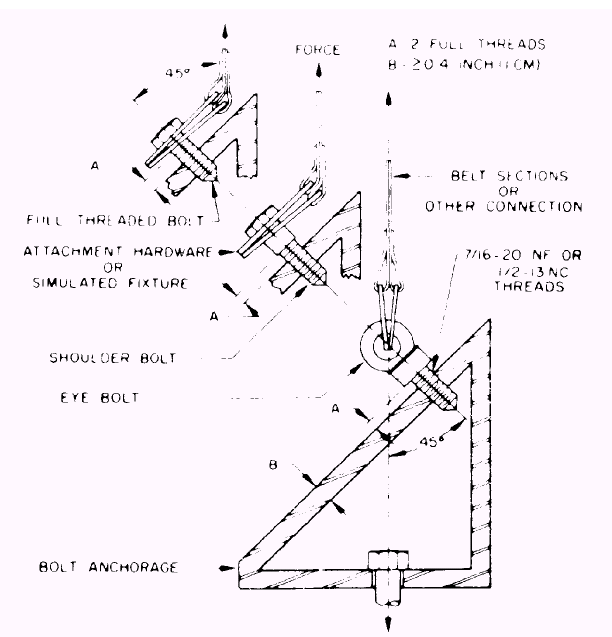 45°
FORCE
A 2 FULL THREADS
B - ≥0.4 INCH (1 CM)
A
FULL THREADED BOLT
BELT SECTIONS
OR
OTHER CONNECTION
ATTACHMENT HARDWARE
OR
SIMULATED FIXTURE
7/16-20 NF OR
1/2-13 NC
THREADS
A
SHOULDER BOLT
EYE BOLT
A
45°
B
BOLT ANCHORAGE